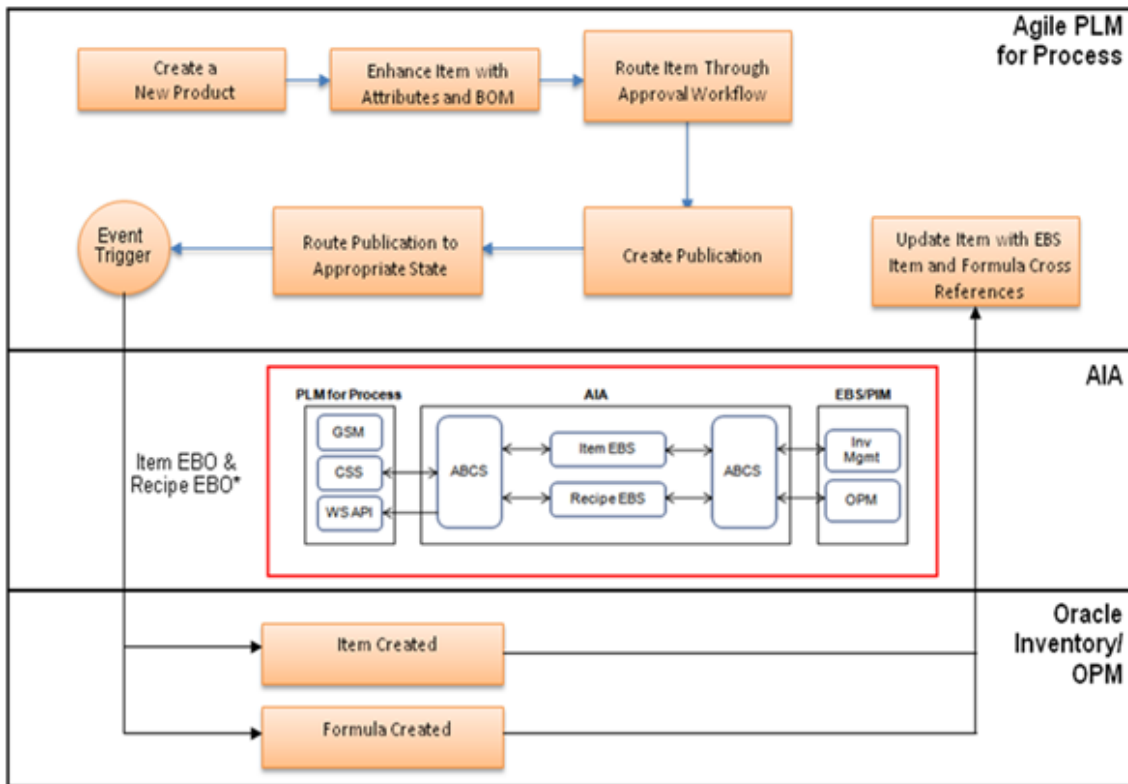 Agile PLM
for Process
Create a
New Product
Enhance Item with
Attributes and BOM
Route Item Through
Approval Workflow
Event
Trigger
Route Publication to
Appropriate State
Create Publication
Update Item with EBS
Item and Formula Cross
References
AIA
PLM for Process
AIA
EBS/PIM
GSM
CSS
WS API
ABCS
Item EBS
Recipe EBS
ABCS
Inv
Mgmt
OPM
Item EBO &
Recipe EBO*
Oracle
Inventory/
OPM
Item Created
Formula Created